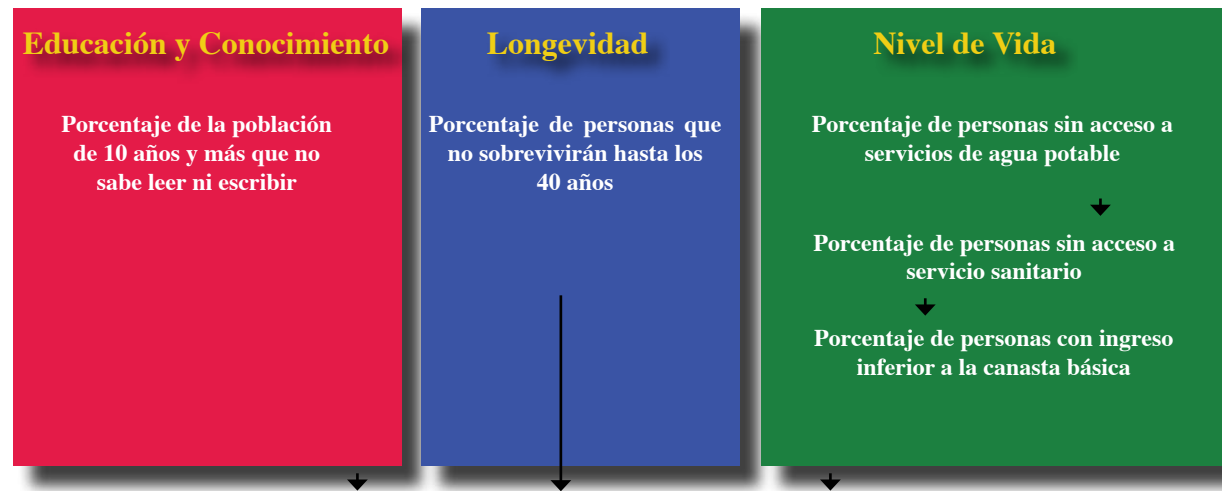 Educación y Conocimiento
Porcentaje de la población
de 10 años y más que no
sabe leer ni escribir
Longevidad
Porcentaje de personas que
no sobrevivirán hasta los
40 años
Nivel de Vida
Porcentaje de personas sin acceso a
servicios de agua potable
Porcentaje de personas sin acceso a
servicio sanitario
Porcentaje de personas con ingreso
inferior a la canasta básica